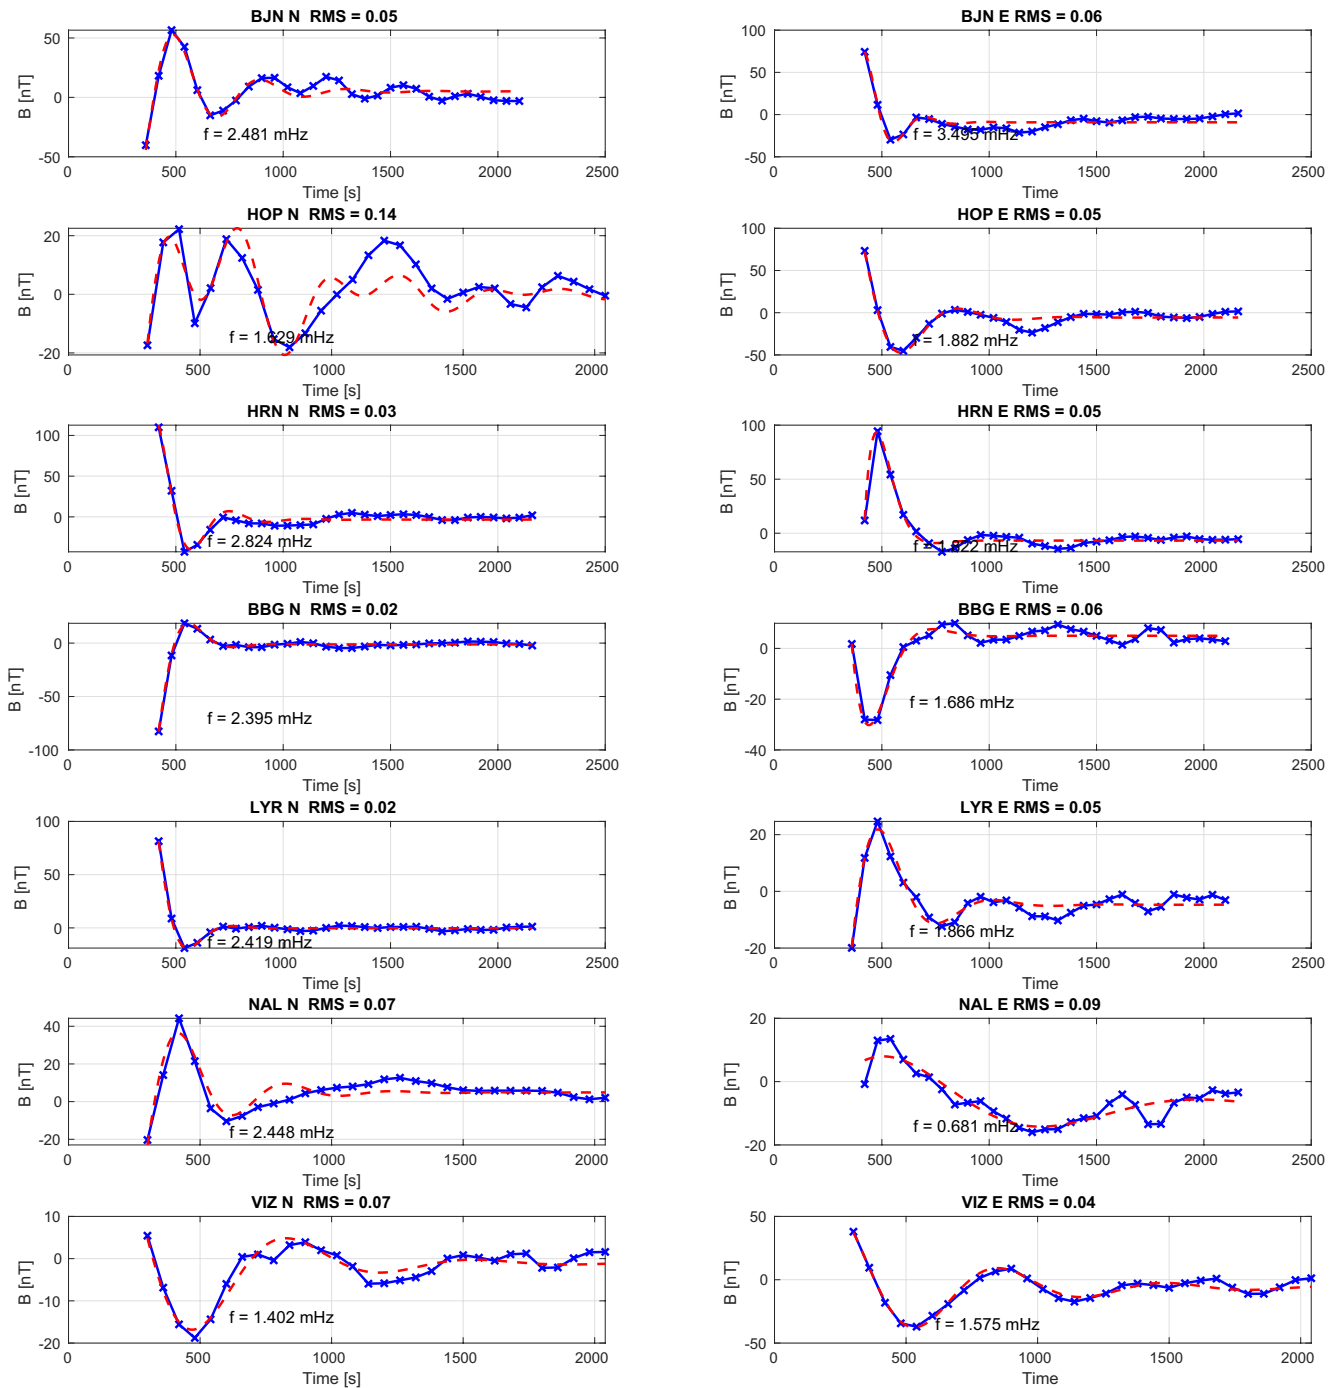 BJN N  RMS = 0.05
50
0
-50
B [nT]
f = 2.481 mHz
0 500 1000 1500 2000 2500
Time [s]
BJN E RMS = 0.06
100
50
0
-50
B [nT]
f = 3.495 mHz
0 500 1000 1500 2000 2500
Time
HOP N  RMS = 0.14
20
0
-20
B [nT]
f = 1.629 mHz
0 500 1000 1500 2000
Time [s]
HOP E RMS = 0.05
100
50
0
-50
B [nT]
f = 1.882 mHz
0 500 1000 1500 2000 2500
Time
HRN N  RMS = 0.03
100
50
0
B [nT]
f = 2.824 mHz
0 500 1000 1500 2000 2500
Time [s]
HRN E RMS = 0.05
100
50
0
B [nT]
f = 1.822 mHz
0 500 1000 1500 2000 2500
Time
BBG N  RMS = 0.02
0
-50
-100
B [nT]
f = 2.395 mHz
0 500 1000 1500 2000 2500
Time [s]
BBG E RMS = 0.06
0
-20
-40
B [nT]
f = 1.686 mHz
0 500 1000 1500 2000 2500
Time
LYR N  RMS = 0.02
100
50
0
B [nT]
f = 2.419 mHz
0 500 1000 1500 2000 2500
Time [s]
LYR E RMS = 0.05
20
0
-20
B [nT]
f = 1.866 mHz
0 500 1000 1500 2000 2500
Time
NAL N  RMS = 0.07
40
20
0
-20
B [nT]
f = 2.448 mHz
0 500 1000 1500 2000
Time [s]
NAL E RMS = 0.09
20
0
-20
B [nT]
f = 0.681 mHz
0 500 1000 1500 2000 2500
Time
VIZ N  RMS = 0.07
10
0
-10
-20
B [nT]
f = 1.402 mHz
0 500 1000 1500 2000
Time [s]
VIZ E RMS = 0.04
50
0
-50
B [nT]
f = 1.575 mHz
0 500 1000 1500 2000
Time